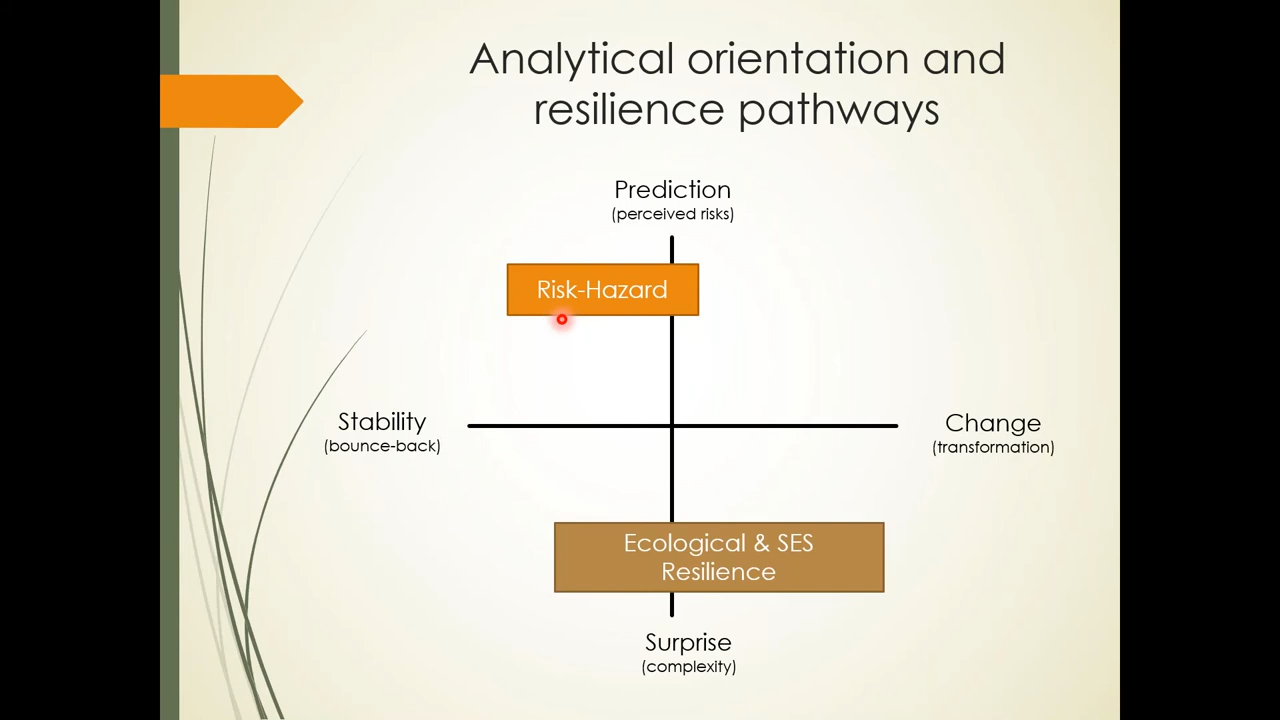 Analytical orientation and
resilience pathways
Prediction
(perceived risks)
Risk-Hazard
Stability
(bounce-back)
Change
(transformation)
Ecological & SES
Resilience
Surprise
(complexity)